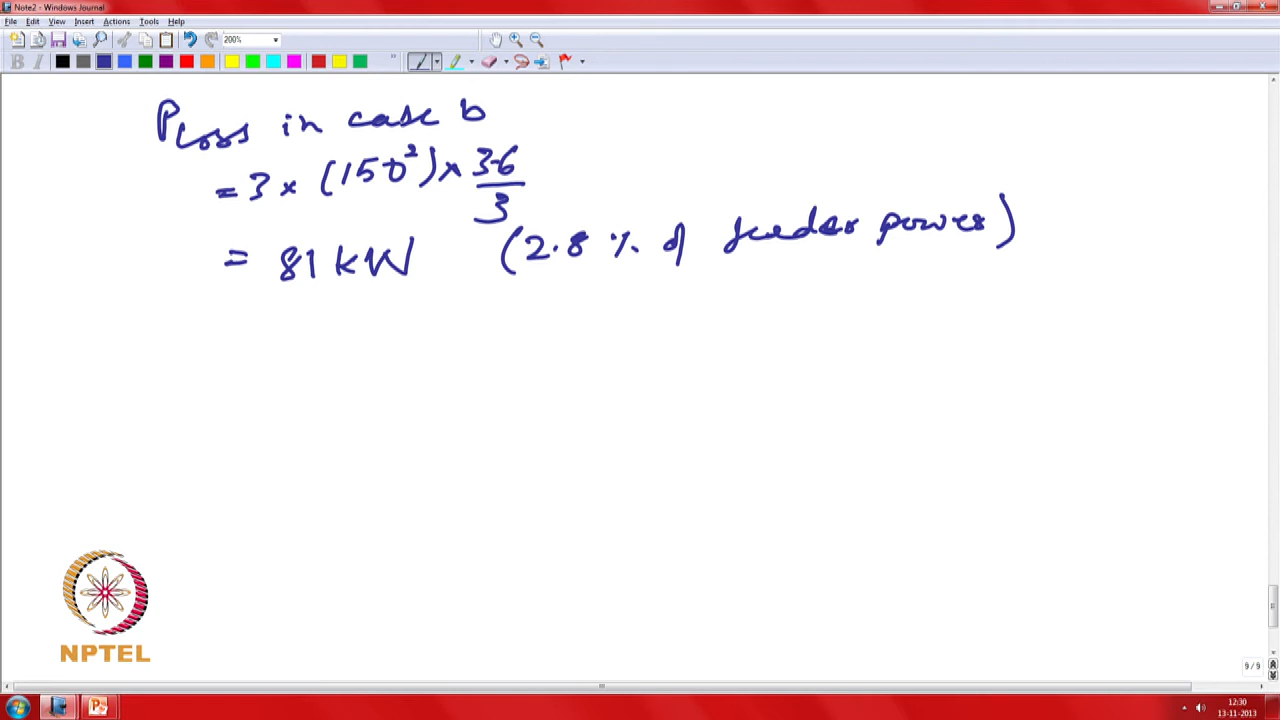 Note2 - Windows Journal
File Edit View Insert Actions Tools Help
200%
B I
P_Loss in case b
= 3 × (150²) × 3.6/3
= 81 kW (2.8 % of feeder power)
NPTEL
9 / 9
12:30
13-11-2013